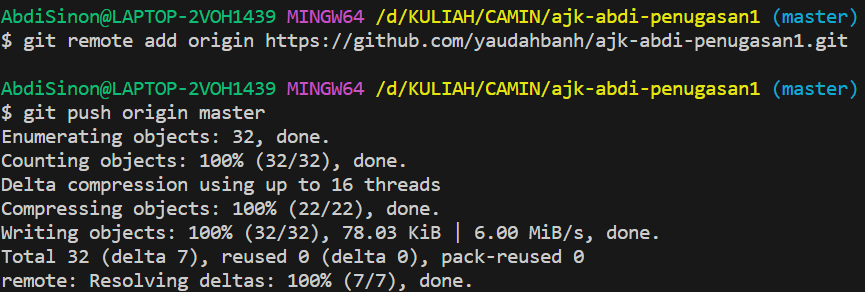 AbdiSinon@LAPTOP-2VOH1439 MINGW64 /d/KULIAH/CAMIN/ajk-abdi-penugasan1 (master)
$ git remote add origin https://github.com/yaudahbanh/ajk-abdi-penugasan1.git
AbdiSinon@LAPTOP-2VOH1439 MINGW64 /d/KULIAH/CAMIN/ajk-abdi-penugasan1 (master)
$ git push origin master
Enumerating objects: 32, done.
Counting objects: 100% (32/32), done.
Delta compression using up to 16 threads
Compressing objects: 100% (22/22), done.
Writing objects: 100% (32/32), 78.03 KiB | 6.00 MiB/s, done.
Total 32 (delta 7), reused 0 (delta 0), pack-reused 0
remote: Resolving deltas: 100% (7/7), done.